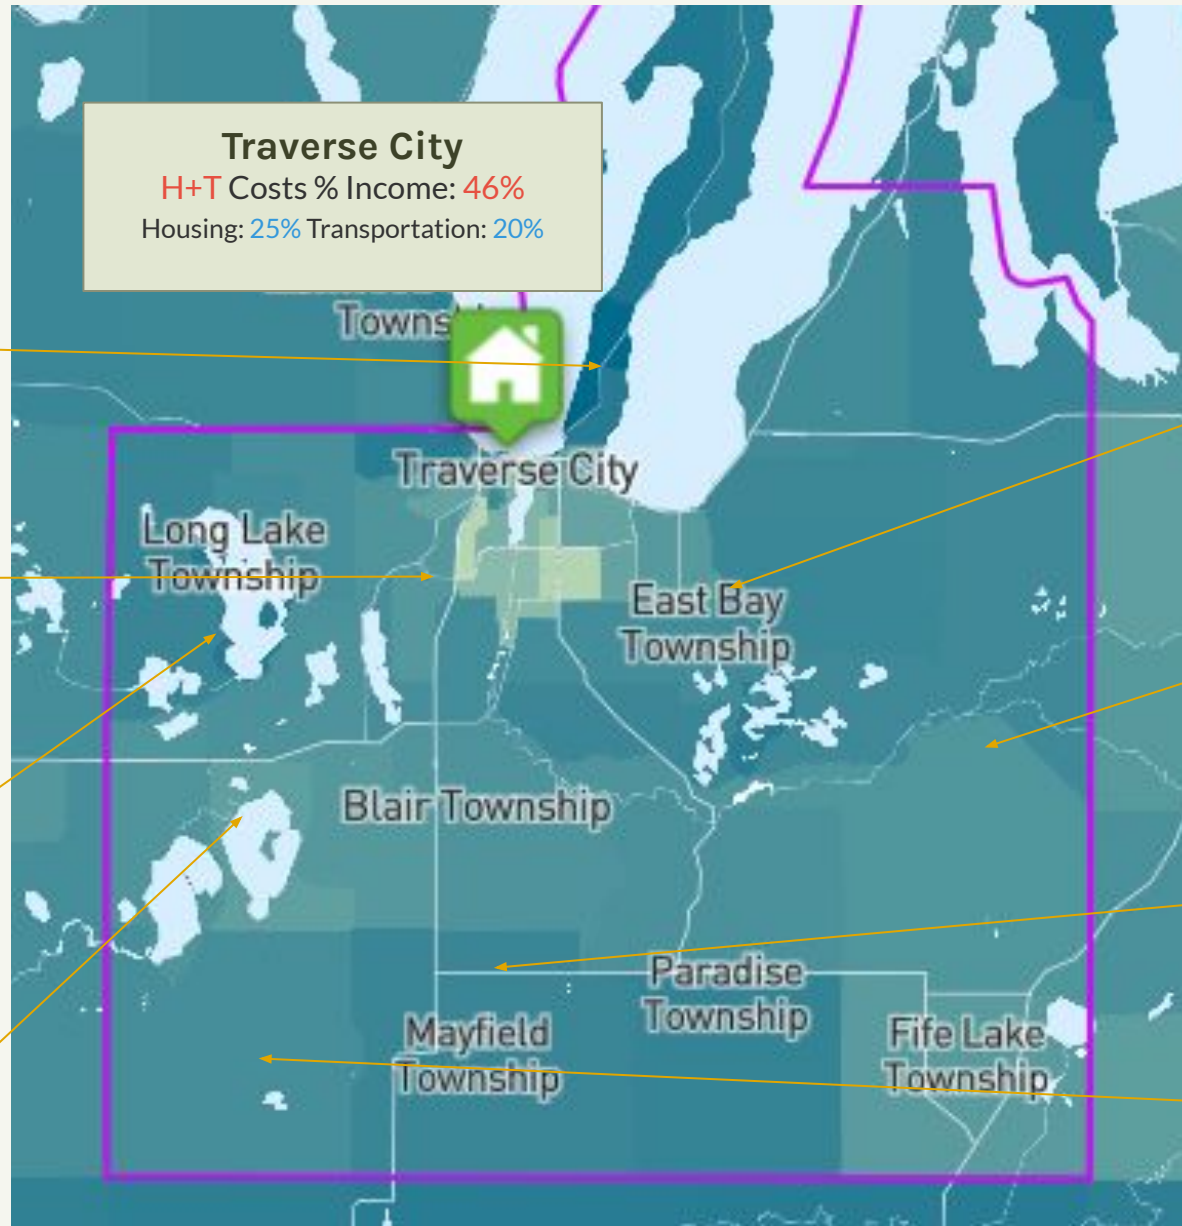 Traverse City
H+T Costs % Income: 46%
Housing: 25% Transportation: 20%
Traverse City
Long Lake
Township
East Bay
Township
Blair Township
Paradise
Township
Mayfield
Township
Fife Lake
Township